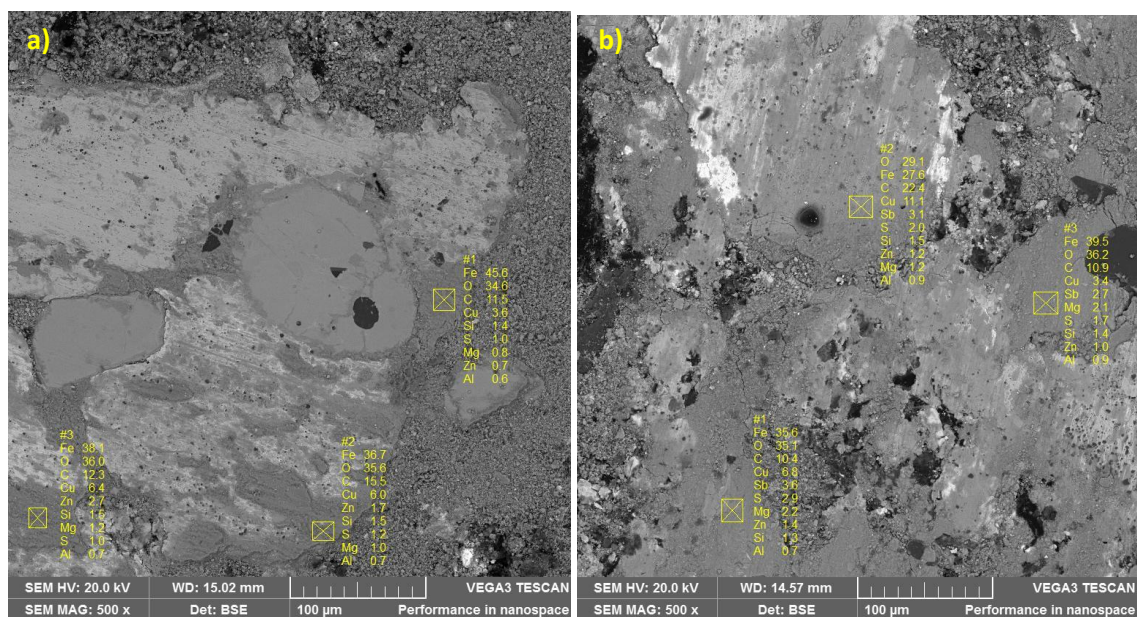 a)
#1
Fe 45.6
O 34.6
C 11.5
Cu 3.6
Si 1.4
S 1.0
Mg 0.8
Zn 0.7
Al 0.6
#3
Fe 38.1
O 36.0
C 12.3
Cu 6.4
Zn 2.7
Si 1.6
Mg 1.2
S 1.0
Al 0.7
#2
Fe 36.7
O 35.6
C 15.5
Cu 6.0
Zn 1.7
Si 1.5
S 1.2
Mg 1.0
Al 0.7
SEM HV: 20.0 kV WD: 15.02 mm VEGA3 TESCAN
SEM MAG: 500 x Det: BSE 100 µm Performance in nanospace
b)
#2
O 29.1
Fe 27.6
C 22.4
Cu 11.1
Sb 3.1
S 2.0
Si 1.5
Zn 1.2
Mg 1.2
Al 0.9
#3
Fe 39.5
O 36.2
C 10.9
Cu 3.4
Sb 2.7
Mg 2.1
S 1.7
Si 1.4
Zn 1.0
Al 0.9
#1
Fe 35.6
O 35.1
C 10.4
Cu 6.8
Sb 3.6
S 2.9
Mg 2.2
Zn 1.4
Si 1.3
Al 0.7
SEM HV: 20.0 kV WD: 14.57 mm VEGA3 TESCAN
SEM MAG: 500 x Det: BSE 100 µm Performance in nanospace